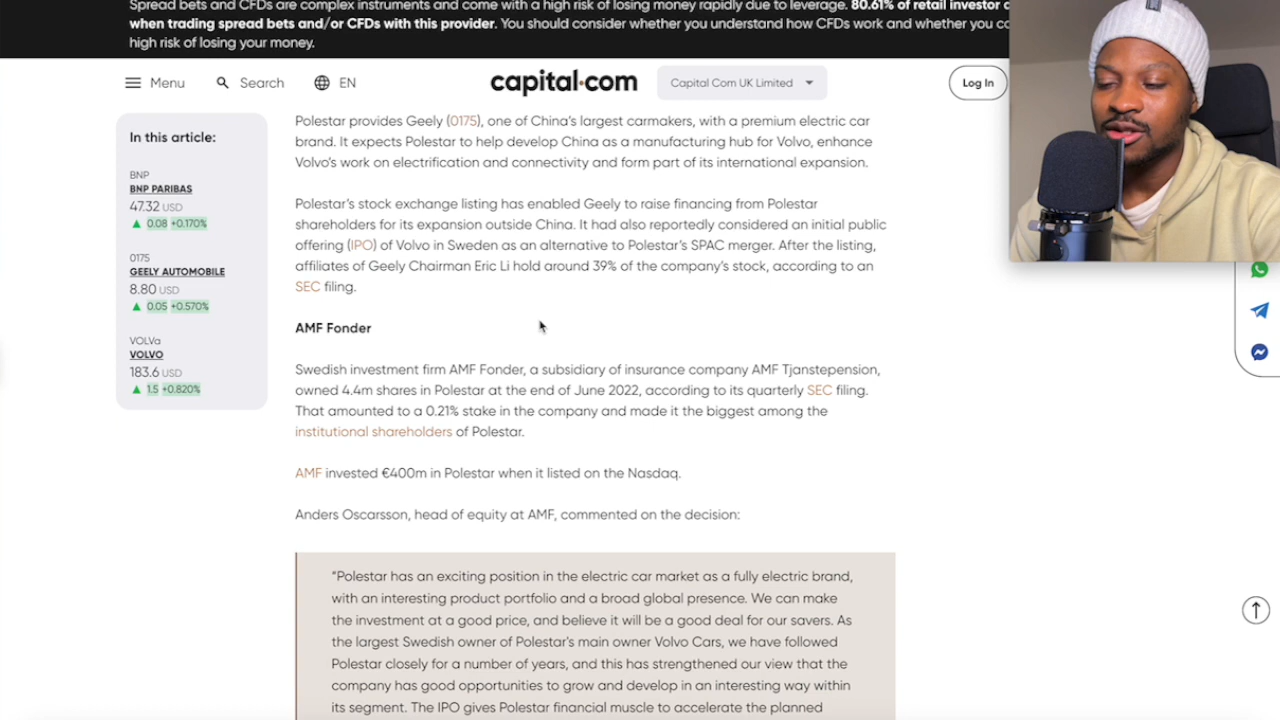 Spread bets and CFDs are complex instruments and come with a high risk of losing money rapidly due to leverage. 80.61% of retail investor
when trading spread bets and/or CFDs with this provider. You should consider whether you understand how CFDs work and whether you
high risk of losing your money.
Menu Search EN capital.com Capital Com UK Limited Log In
In this article:
BNP
BNP PARIBAS
47.32 USD
0.08 +0.170%
0175
GEELY AUTOMOBILE
8.80 USD
0.05 +0.570%
VOLVa
VOLVO
183.6 USD
1.5 +0.820%
Polestar provides Geely (0175), one of China's largest carmakers, with a premium electric car
brand. It expects Polestar to help develop China as a manufacturing hub for Volvo, enhance
Volvo's work on electrification and connectivity and form part of its international expansion.
Polestar's stock exchange listing has enabled Geely to raise financing from Polestar
shareholders for its expansion outside China. It had also reportedly considered an initial public
offering (IPO) of Volvo in Sweden as an alternative to Polestar's SPAC merger. After the listing,
affiliates of Geely Chairman Eric Li hold around 39% of the company's stock, according to an
SEC filing.
AMF Fonder
Swedish investment firm AMF Fonder, a subsidiary of insurance company AMF Tjanstepension,
owned 4.4m shares in Polestar at the end of June 2022, according to its quarterly SEC filing.
That amounted to a 0.21% stake in the company and made it the biggest among the
institutional shareholders of Polestar.
AMF invested €400m in Polestar when it listed on the Nasdaq.
Anders Oscarsson, head of equity at AMF, commented on the decision:
“Polestar has an exciting position in the electric car market as a fully electric brand,
with an interesting product portfolio and a broad global presence. We can make
the investment at a good price, and believe it will be a good deal for our savers. As
the largest Swedish owner of Polestar's main owner Volvo Cars, we have followed
Polestar closely for a number of years, and this has strengthened our view that the
company has good opportunities to grow and develop in an interesting way within
its segment. The IPO gives Polestar financial muscle to accelerate the planned